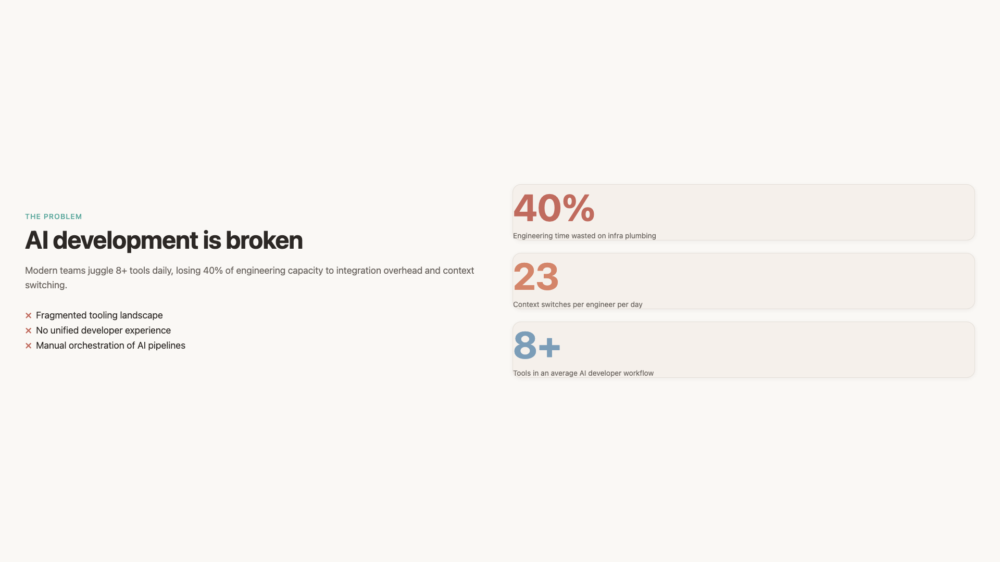 THE PROBLEM
AI development is broken
Modern teams juggle 8+ tools daily, losing 40% of engineering capacity to integration overhead and context
switching.
✕ Fragmented tooling landscape
✕ No unified developer experience
✕ Manual orchestration of AI pipelines
40%
Engineering time wasted on infra plumbing
23
Context switches per engineer per day
8+
Tools in an average AI developer workflow